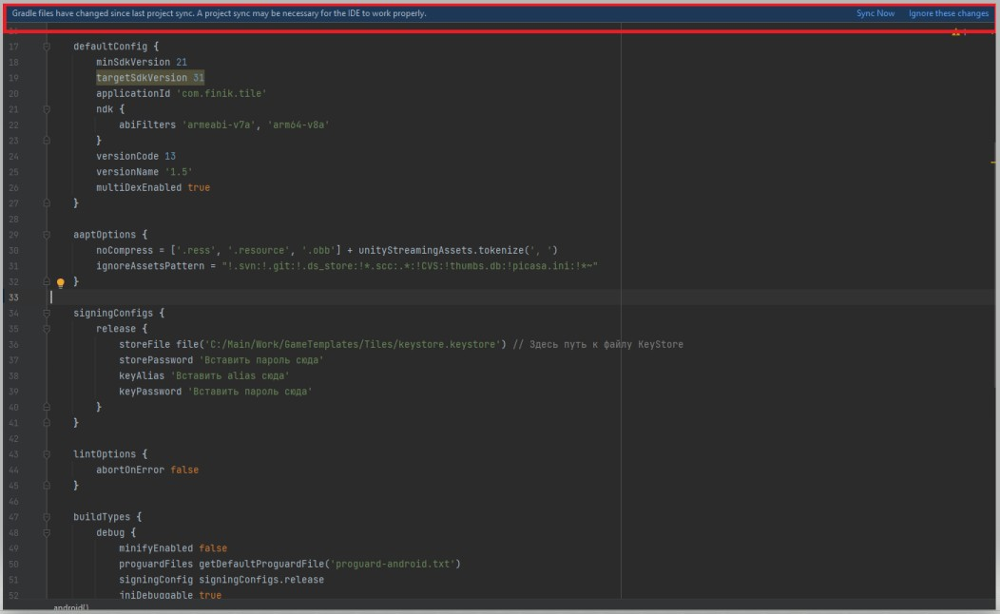 Gradle files have changed since last project sync. A project sync may be necessary for the IDE to work properly. Sync Now Ignore these changes
16
17 defaultConfig {
18 minSdkVersion 21
19 targetSdkVersion 31
20 applicationId 'com.finik.tile'
21 ndk {
22 abiFilters 'armeabi-v7a', 'arm64-v8a'
23 }
24 versionCode 13
25 versionName '1.5'
26 multiDexEnabled true
27 }
28
29 aaptOptions {
30 noCompress = ['.ress', '.resource', '.obb'] + unityStreamingAssets.tokenize(', ')
31 ignoreAssetsPattern = "!.svn:!.git:!.ds_store:!*.scc:.*:!CVS:!thumbs.db:!picasa.ini:!*~"
32 }
33
34 signingConfigs {
35 release {
36 storeFile file('C:/Main/Work/GameTemplates/Tiles/keystore.keystore') // Здесь путь к файлу KeyStore
37 storePassword 'Вставить пароль сюда'
38 keyAlias 'Вставить alias сюда'
39 keyPassword 'Вставить пароль сюда'
40 }
41 }
42
43 lintOptions {
44 abortOnError false
45 }
46
47 buildTypes {
48 debug {
49 minifyEnabled false
50 proguardFiles getDefaultProguardFile('proguard-android.txt')
51 signingConfig signingConfigs.release
52 jniDebuggable true
android()